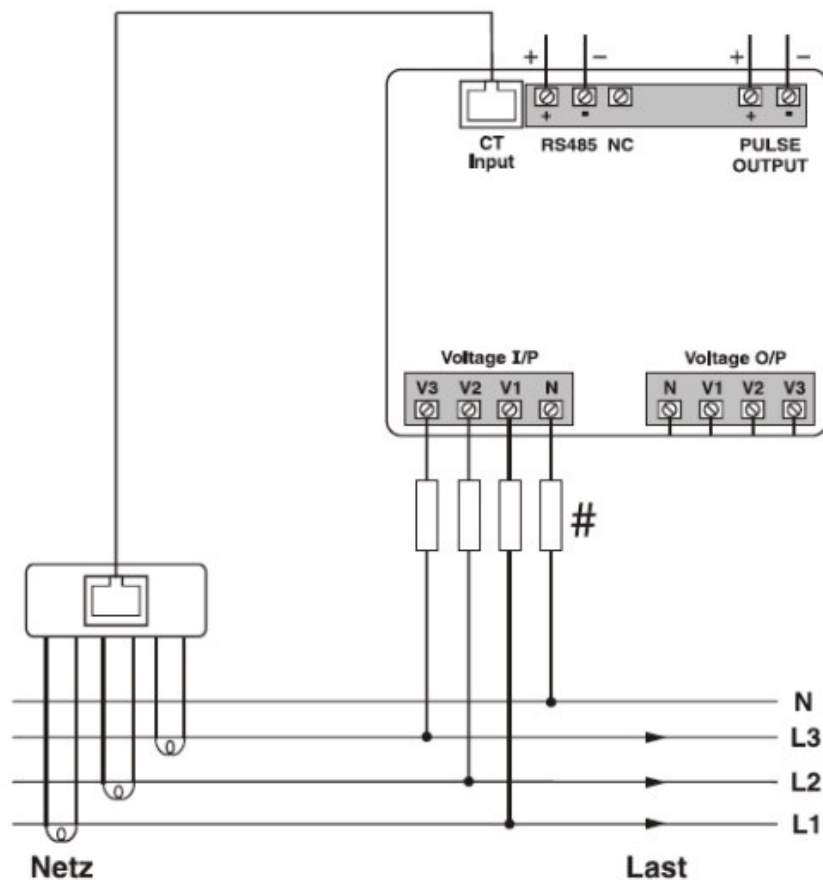 + − + −
+ - + -
CT Input
RS485 NC
PULSE OUTPUT
Voltage I/P
V3 V2 V1 N
Voltage O/P
N V1 V2 V3
#
N
L3
L2
L1
Netz
Last